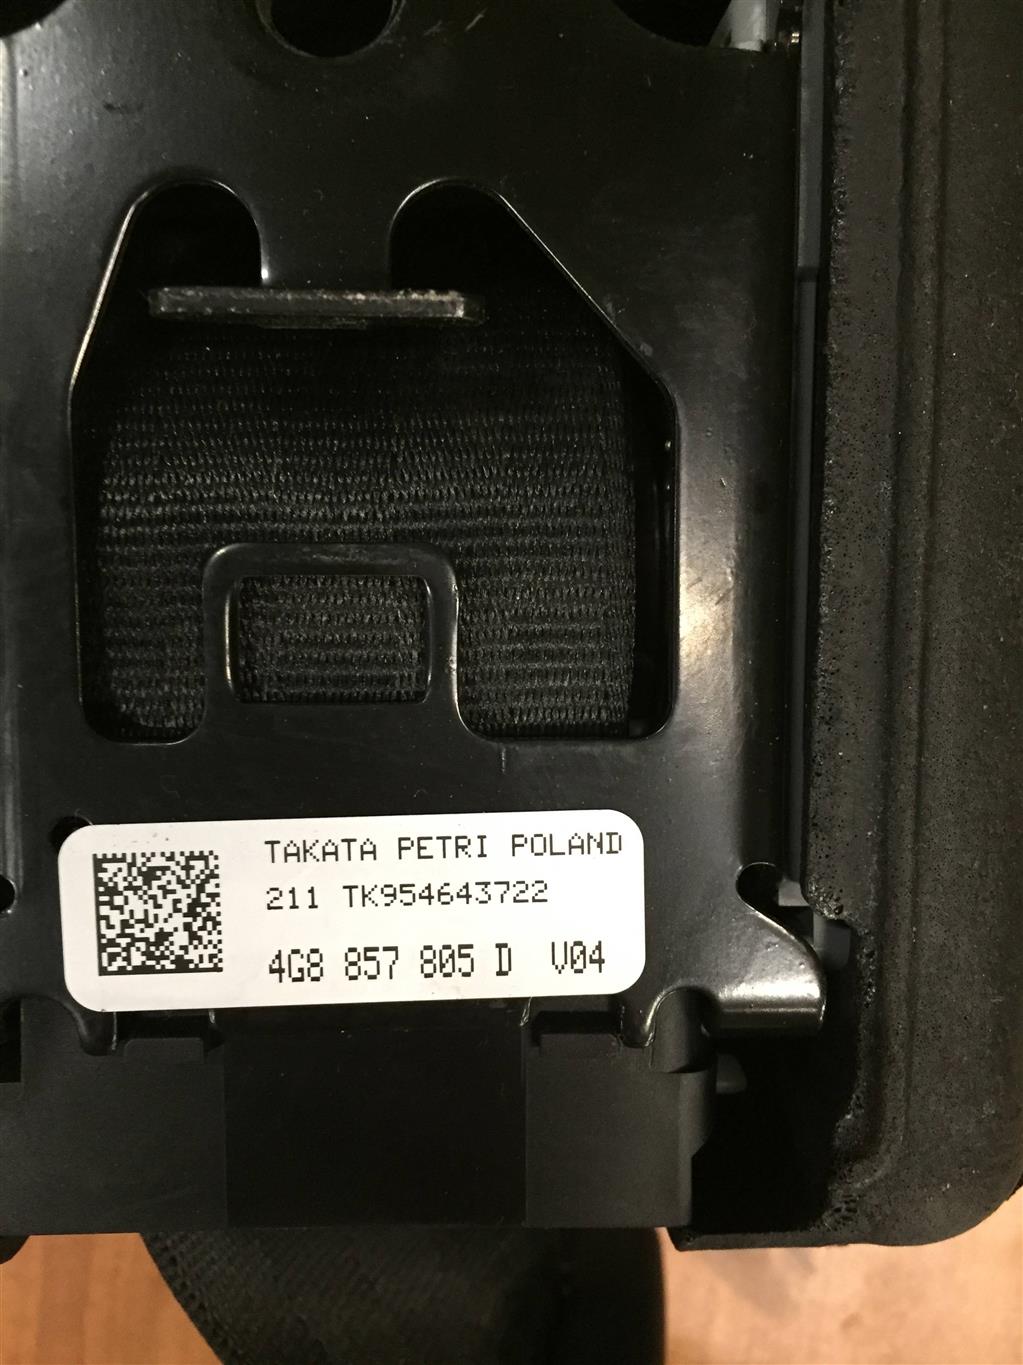 TAKATA PETRI POLAND
211 TK954643722
4G8 857 805 D V04